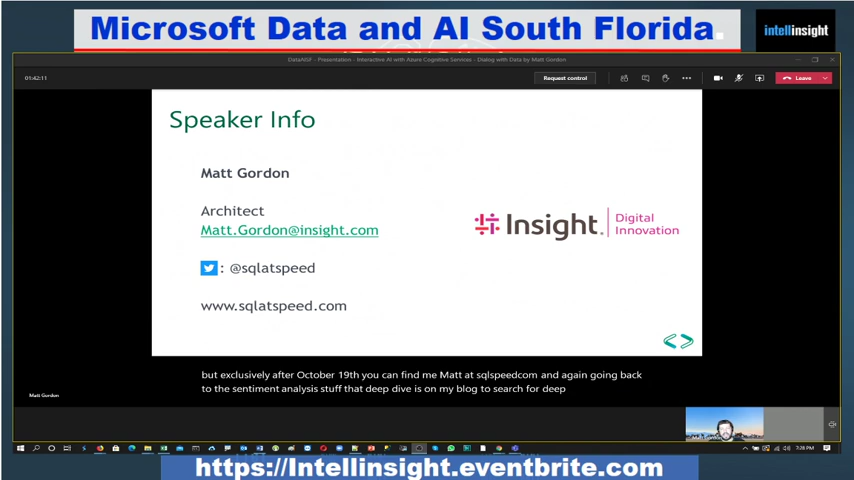 Microsoft Data and AI South Florida.
intellinsight
DataAIGF - Presentation - Interactive AI with Azure Cognitive Services - Dialog with Data by Matt Gordon
01:42:11
Request control
Leave
Speaker Info
Matt Gordon
Architect
Matt.Gordon@insight.com
: @sqlatspeed
www.sqlatspeed.com
Insight.
Digital
Innovation
but exclusively after October 19th you can find me Matt at sqlspeedcom and again going back
to the sentiment analysis stuff that deep dive is on my blog to search for deep
Matt Gordon
7:28 PM
https://Intellinsight.eventbrite.com